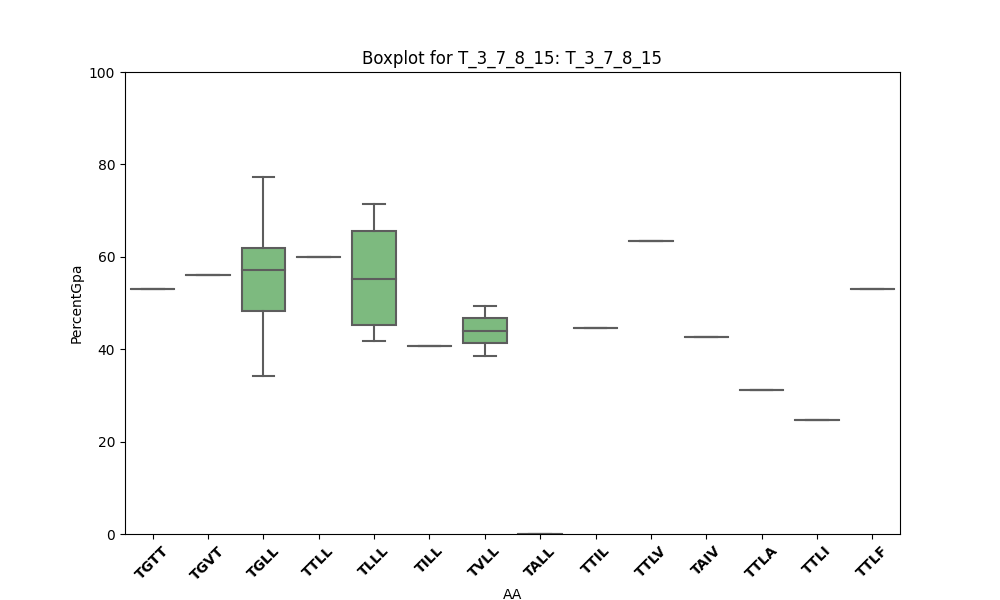 Boxplot for T_3_7_8_15: T_3_7_8_15
100
80
60
40
20
0
PercentGpa
TGTT
TGVT
TGLL
TTLL
TLLL
TILL
TVLL
TALL
TTIL
TTLV
TAIV
TTLA
TTLI
TTLF
AA